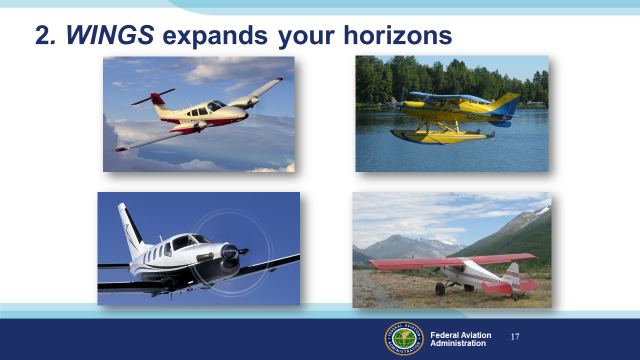 2. WINGS expands your horizons
Federal Aviation
Administration
17